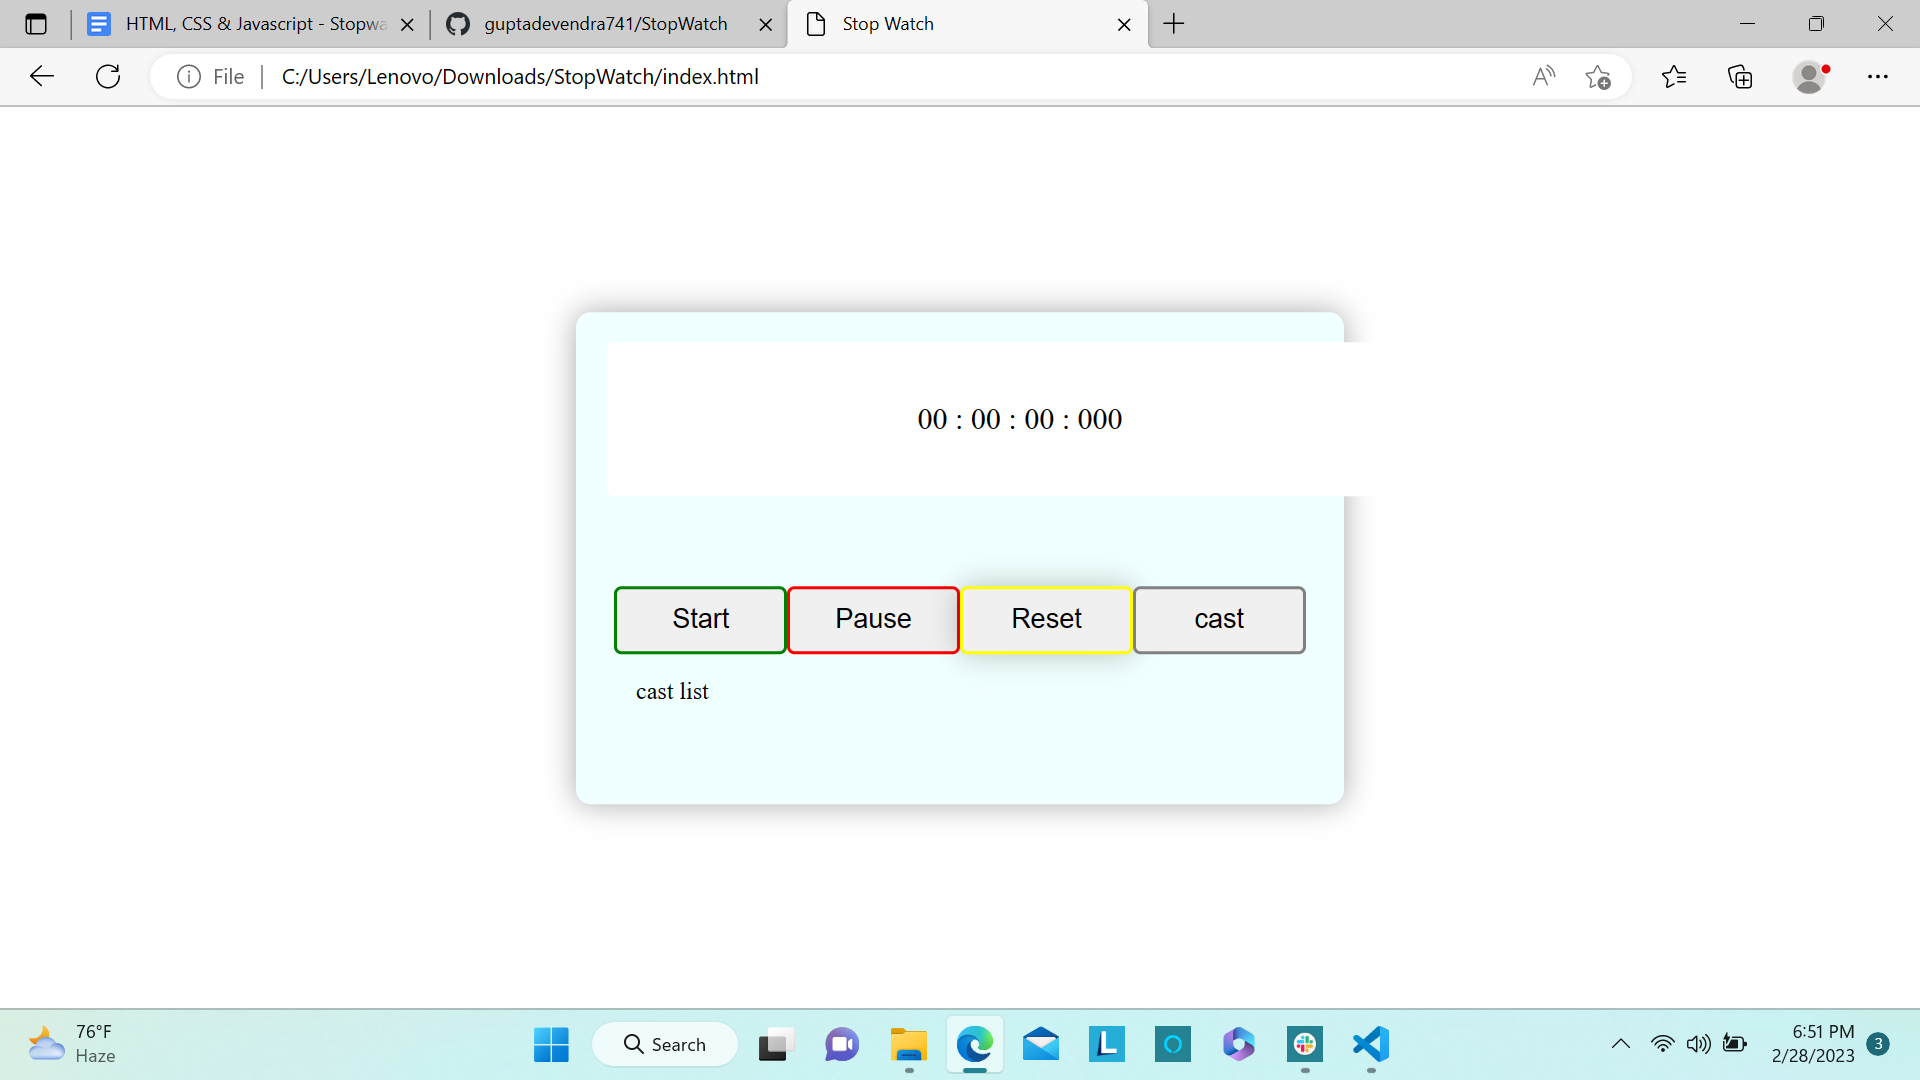 HTML, CSS & Javascript - Stopwa
guptadevendra741/StopWatch
Stop Watch
File
C:/Users/Lenovo/Downloads/StopWatch/index.html
00 : 00 : 00 : 000
Start
Pause
Reset
cast
cast list
76°F
Haze
Search
6:51 PM
2/28/2023
3